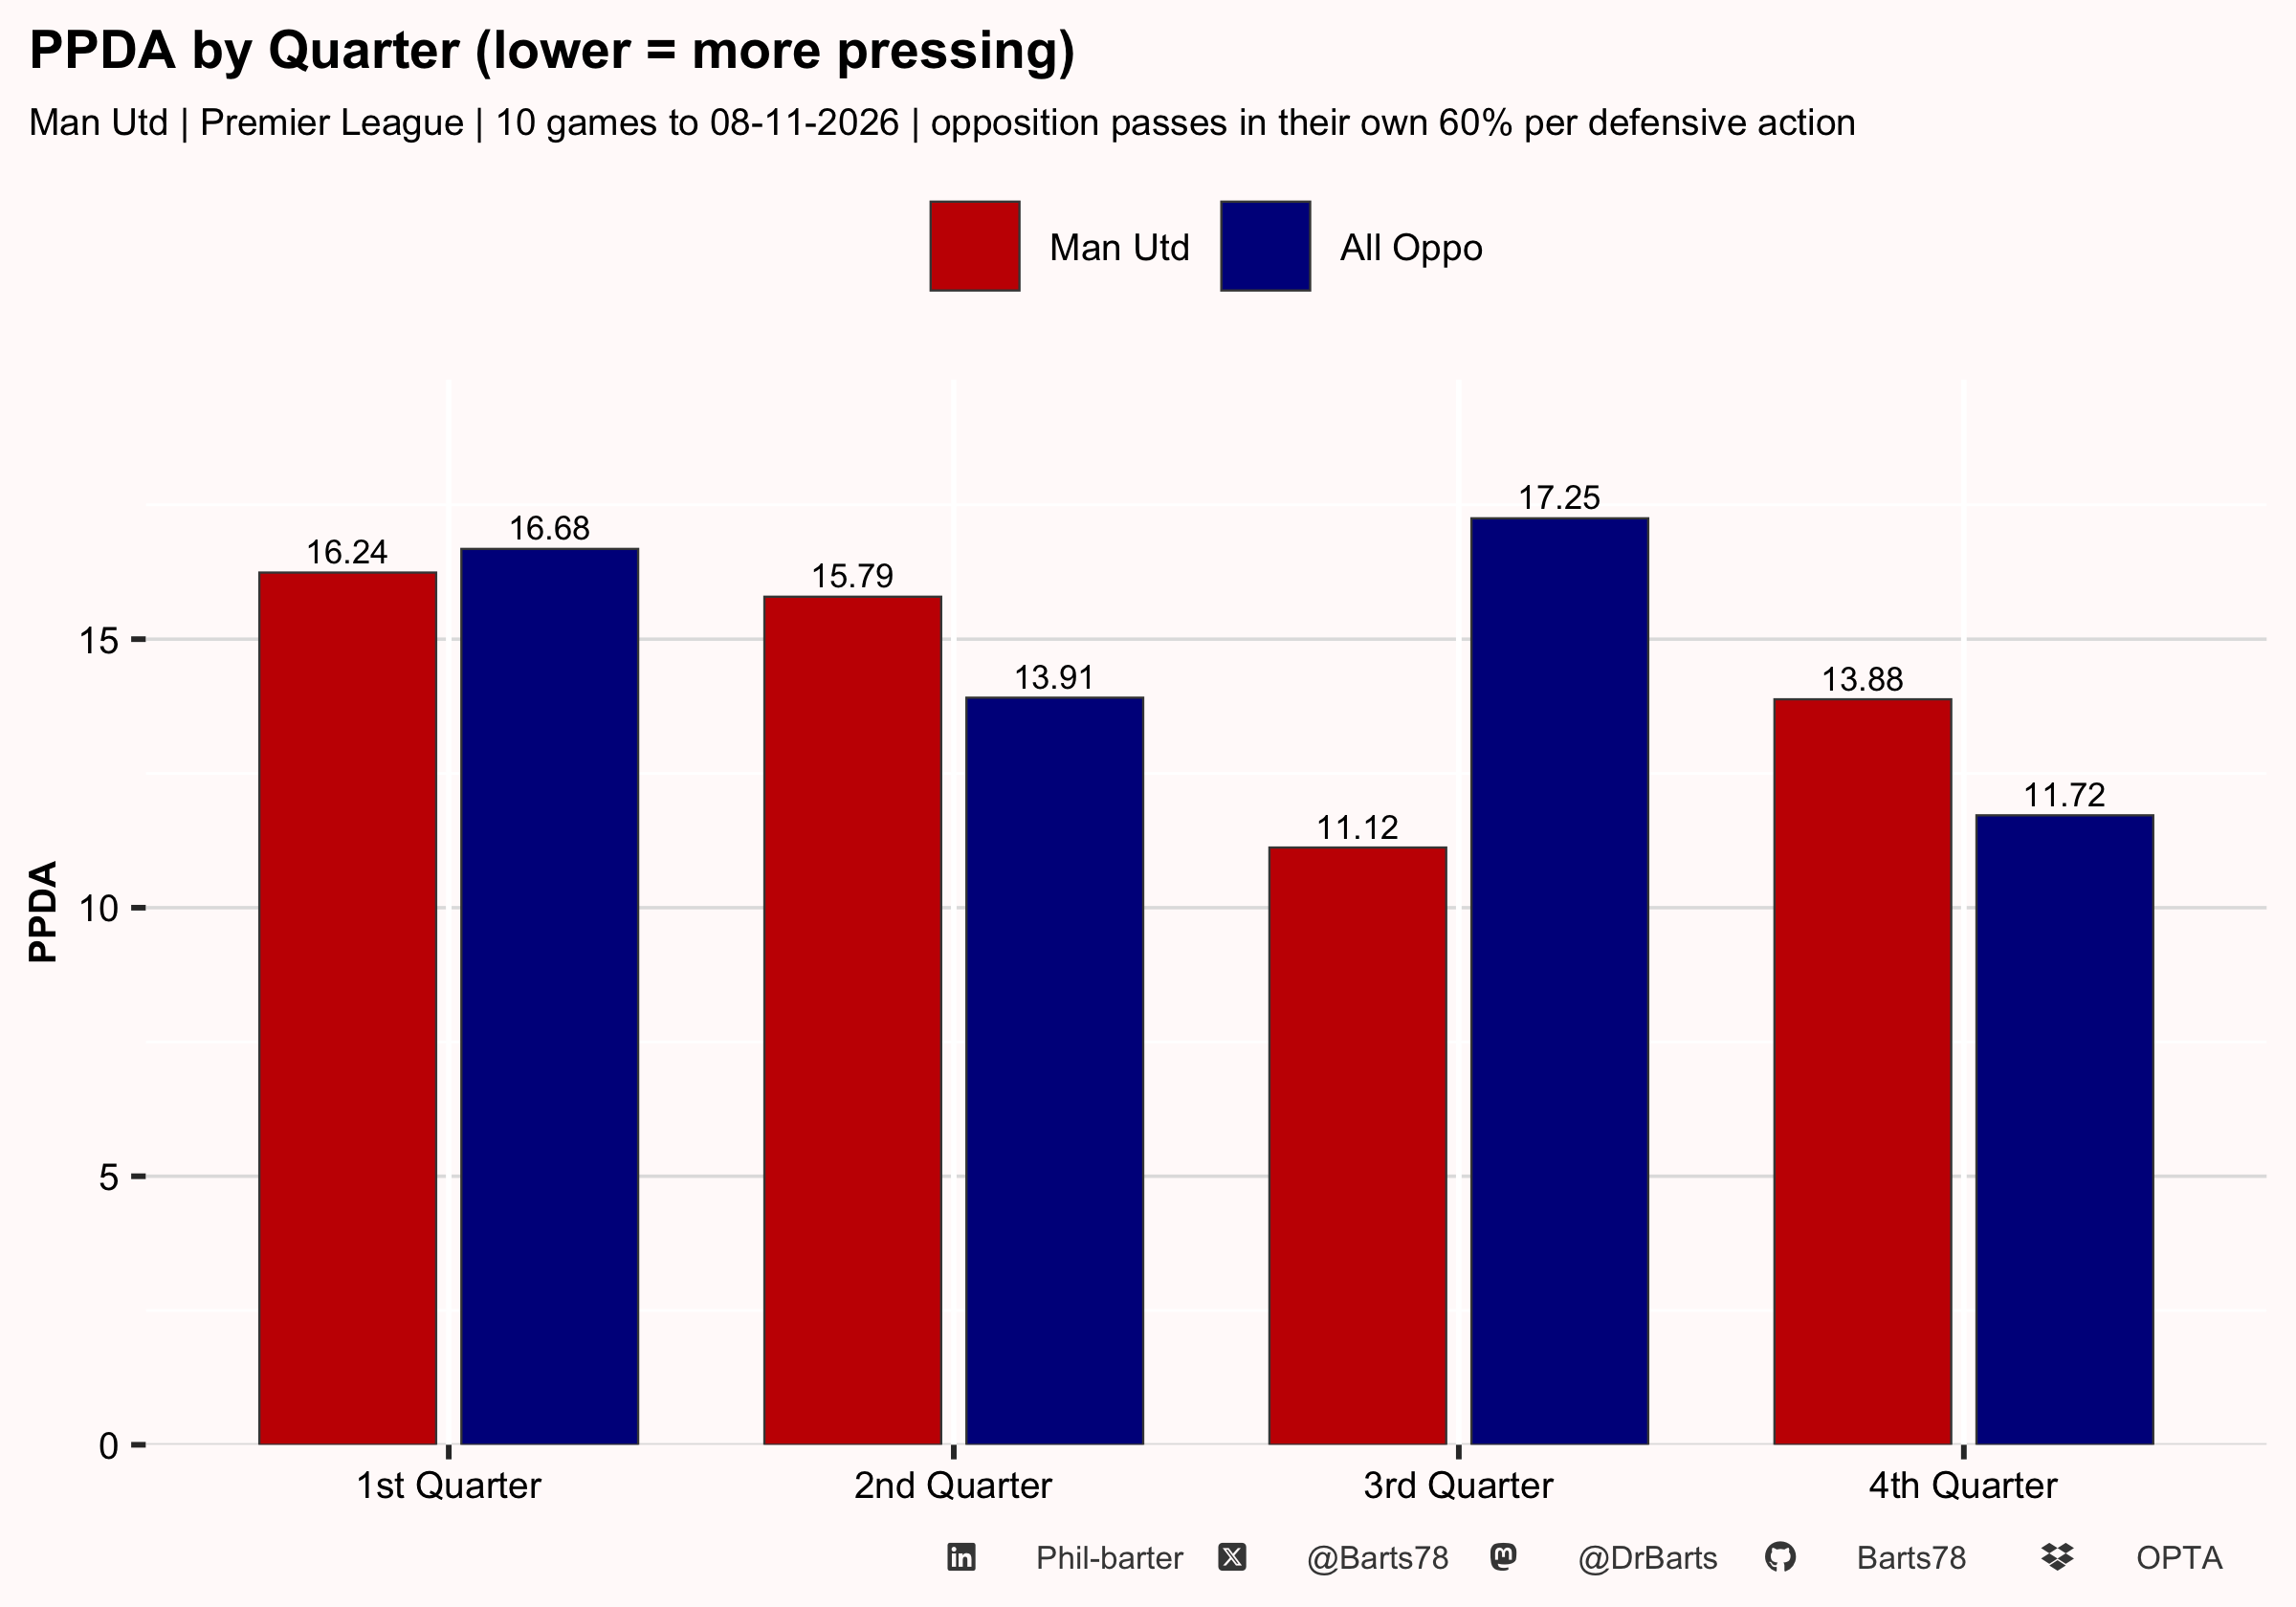 PPDA by Quarter (lower = more pressing)
Man Utd | Premier League | 10 games to 08-11-2026 | opposition passes in their own 60% per defensive action
Man Utd All Oppo
17.25
16.24 16.68
15.79
13.91 13.88
11.72
11.12
15
10
5
0
PPDA
1st Quarter 2nd Quarter 3rd Quarter 4th Quarter
Phil-barter @Barts78 @DrBarts Barts78 OPTA